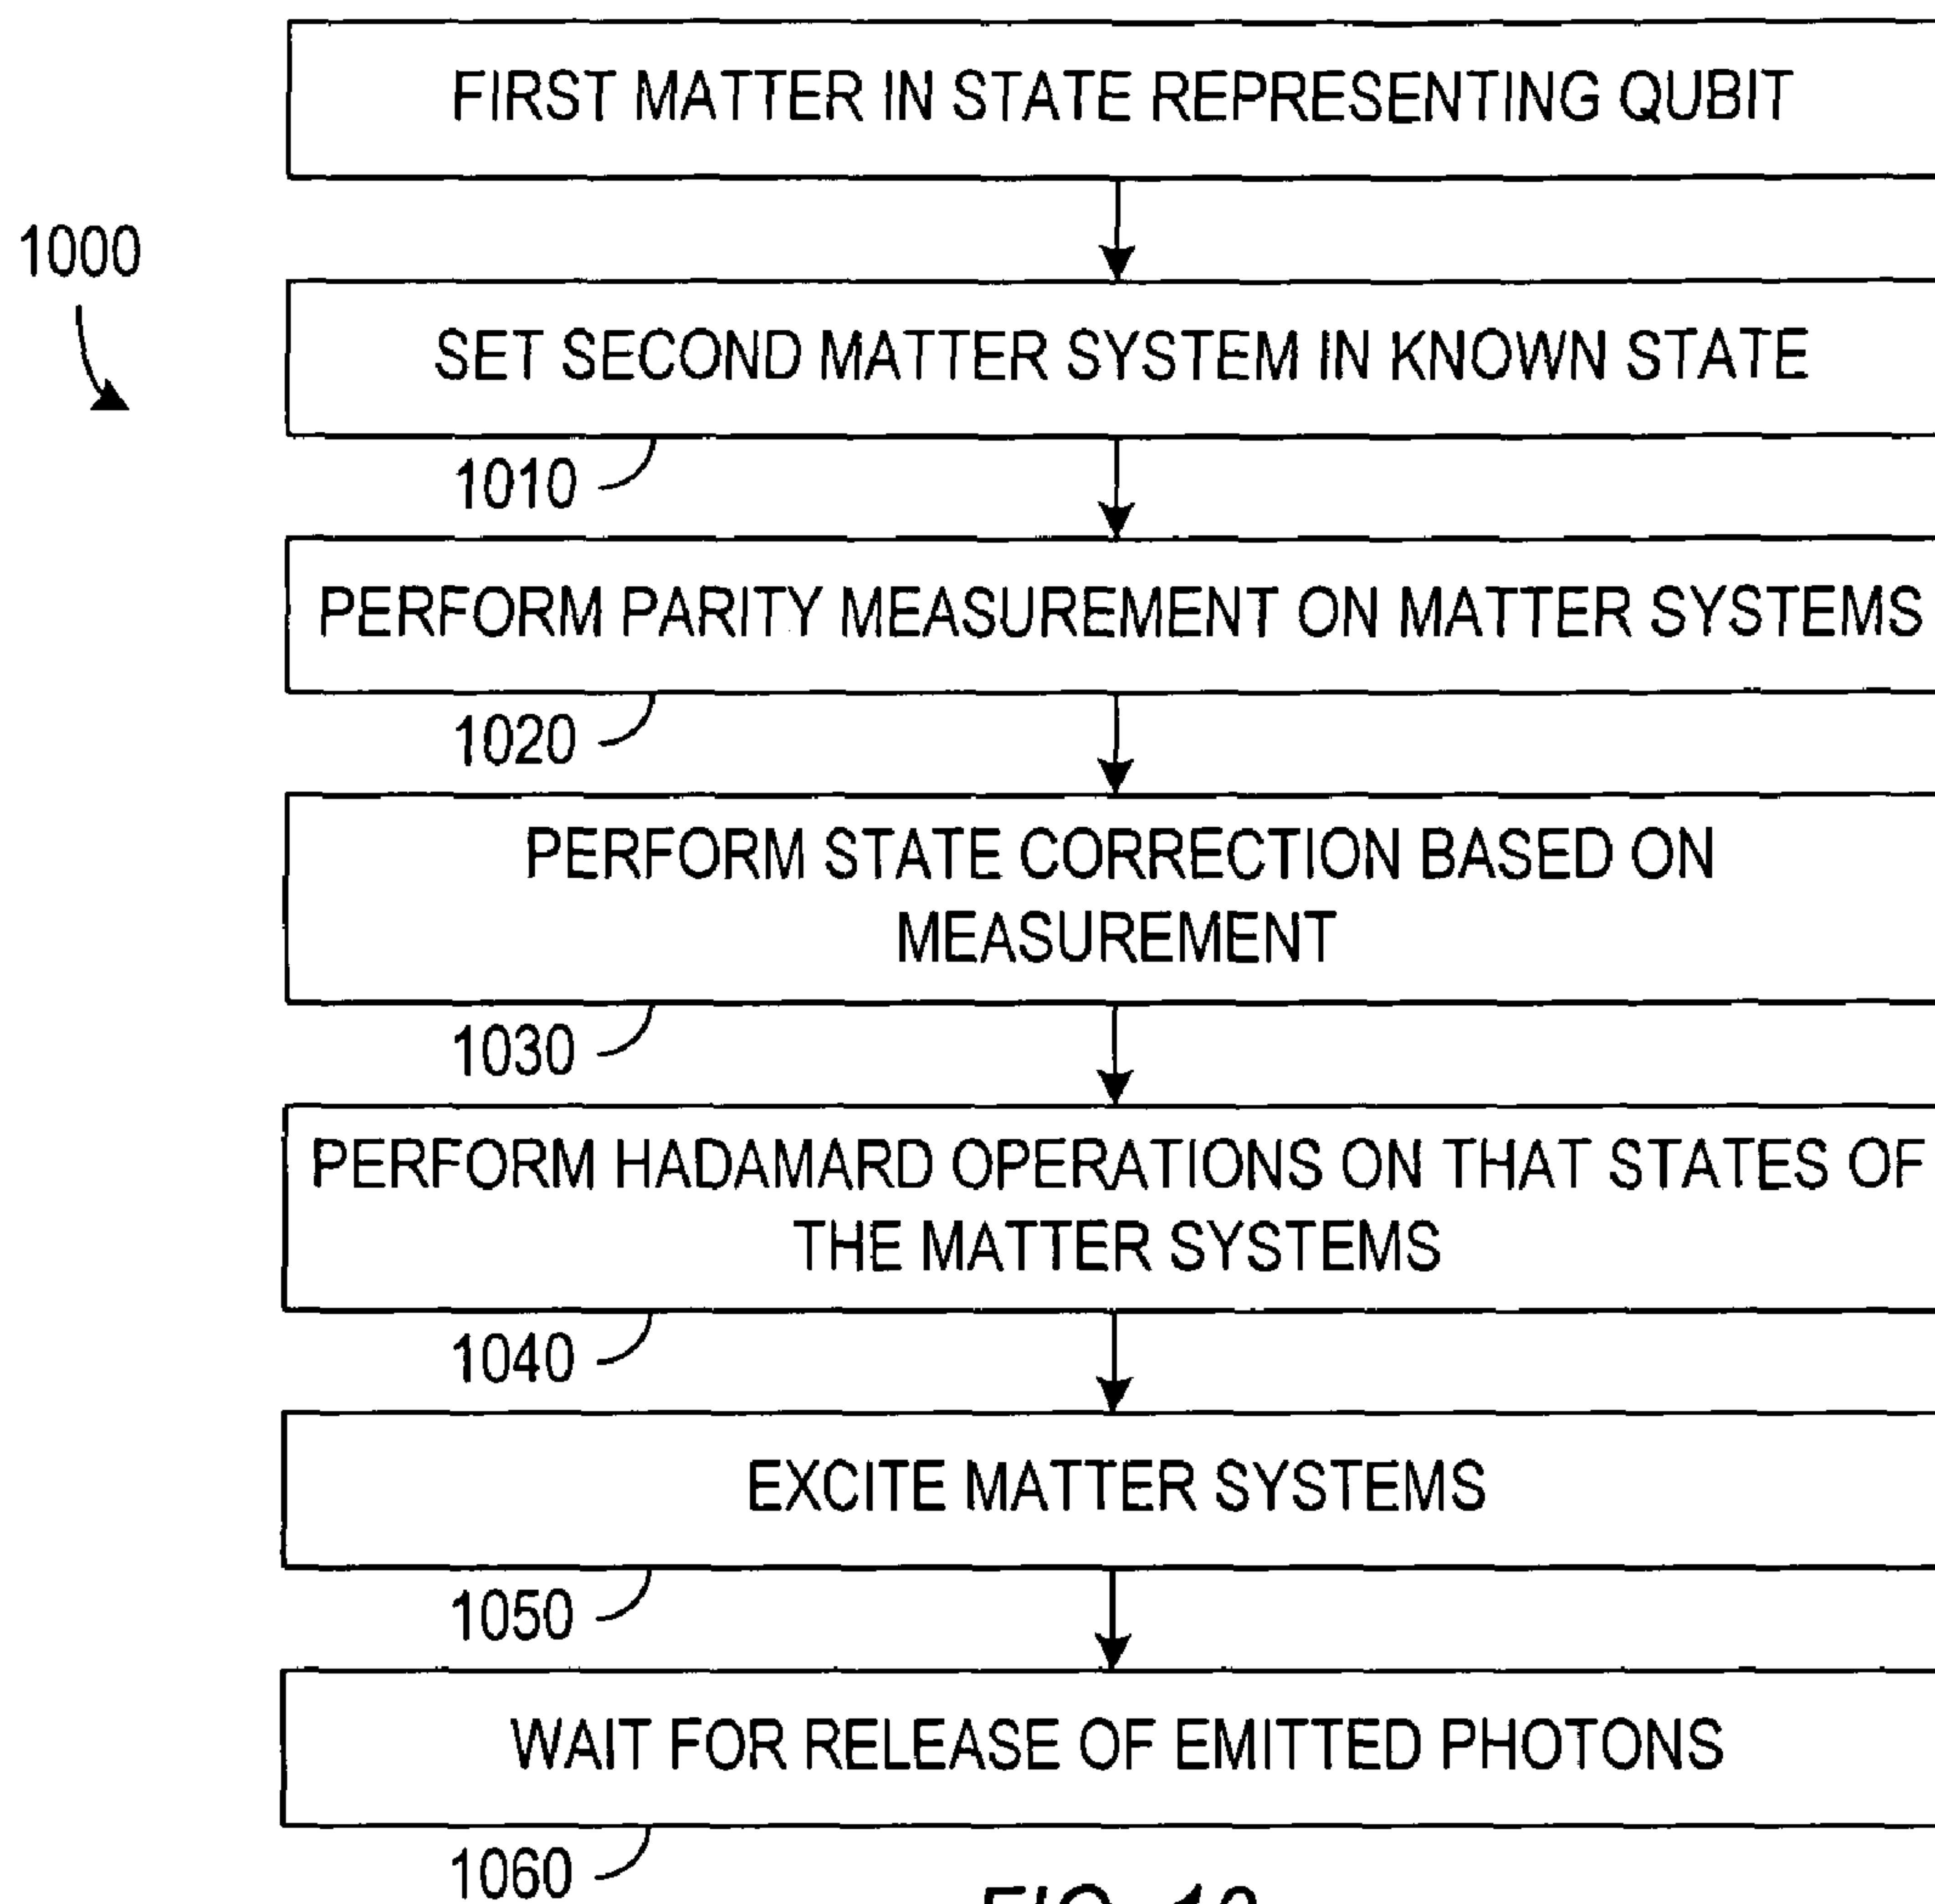 FIRST MATTER IN STATE REPRESENTING QUBIT
1000
SET SECOND MATTER SYSTEM IN KNOWN STATE
1010
PERFORM PARITY MEASUREMENT ON MATTER SYSTEMS
1020
PERFORM STATE CORRECTION BASED ON
MEASUREMENT
1030
PERFORM HADAMARD OPERATIONS ON THAT STATES OF
THE MATTER SYSTEMS
1040
EXCITE MATTER SYSTEMS
1050
WAIT FOR RELEASE OF EMITTED PHOTONS
1060
FIG. 10